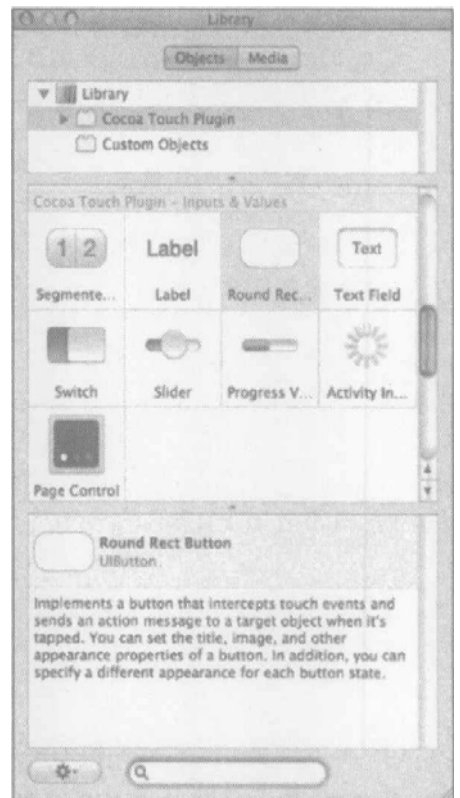 Library
Objects Media
Library
Cocoa Touch Plugin
Custom Objects
Cocoa Touch Plugin – Inputs & Values
1 2 Label Text
Segmente... Label Round Rec... Text Field
Switch Slider Progress V... Activity In...
Page Control
Round Rect Button
UIButton
Implements a button that intercepts touch events and
sends an action message to a target object when it's
tapped. You can set the title, image, and other
appearance properties of a button. In addition, you can
specify a different appearance for each button state.